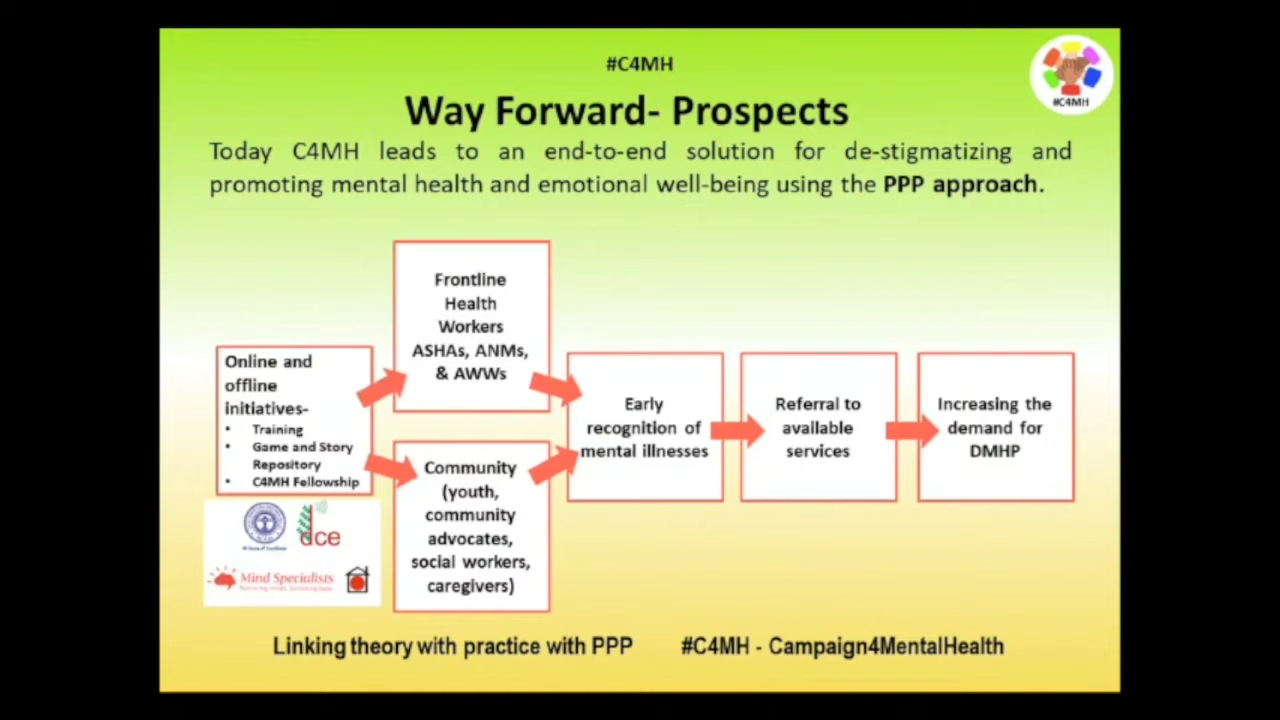 #C4MH
#C4MH
Way Forward- Prospects
Today C4MH leads to an end-to-end solution for de-stigmatizing and
promoting mental health and emotional well-being using the PPP approach.
Online and
offline
initiatives-
• Training
• Game and Story
Repository
• C4MH Fellowship
Frontline
Health
Workers
ASHAs, ANMs,
& AWWs
Community
(youth,
community
advocates,
social workers,
caregivers)
Early
recognition of
mental illnesses
Referral to
available
services
Increasing the
demand for
DMHP
dce
Mind Specialists
Linking theory with practice with PPP
#C4MH - Campaign4MentalHealth